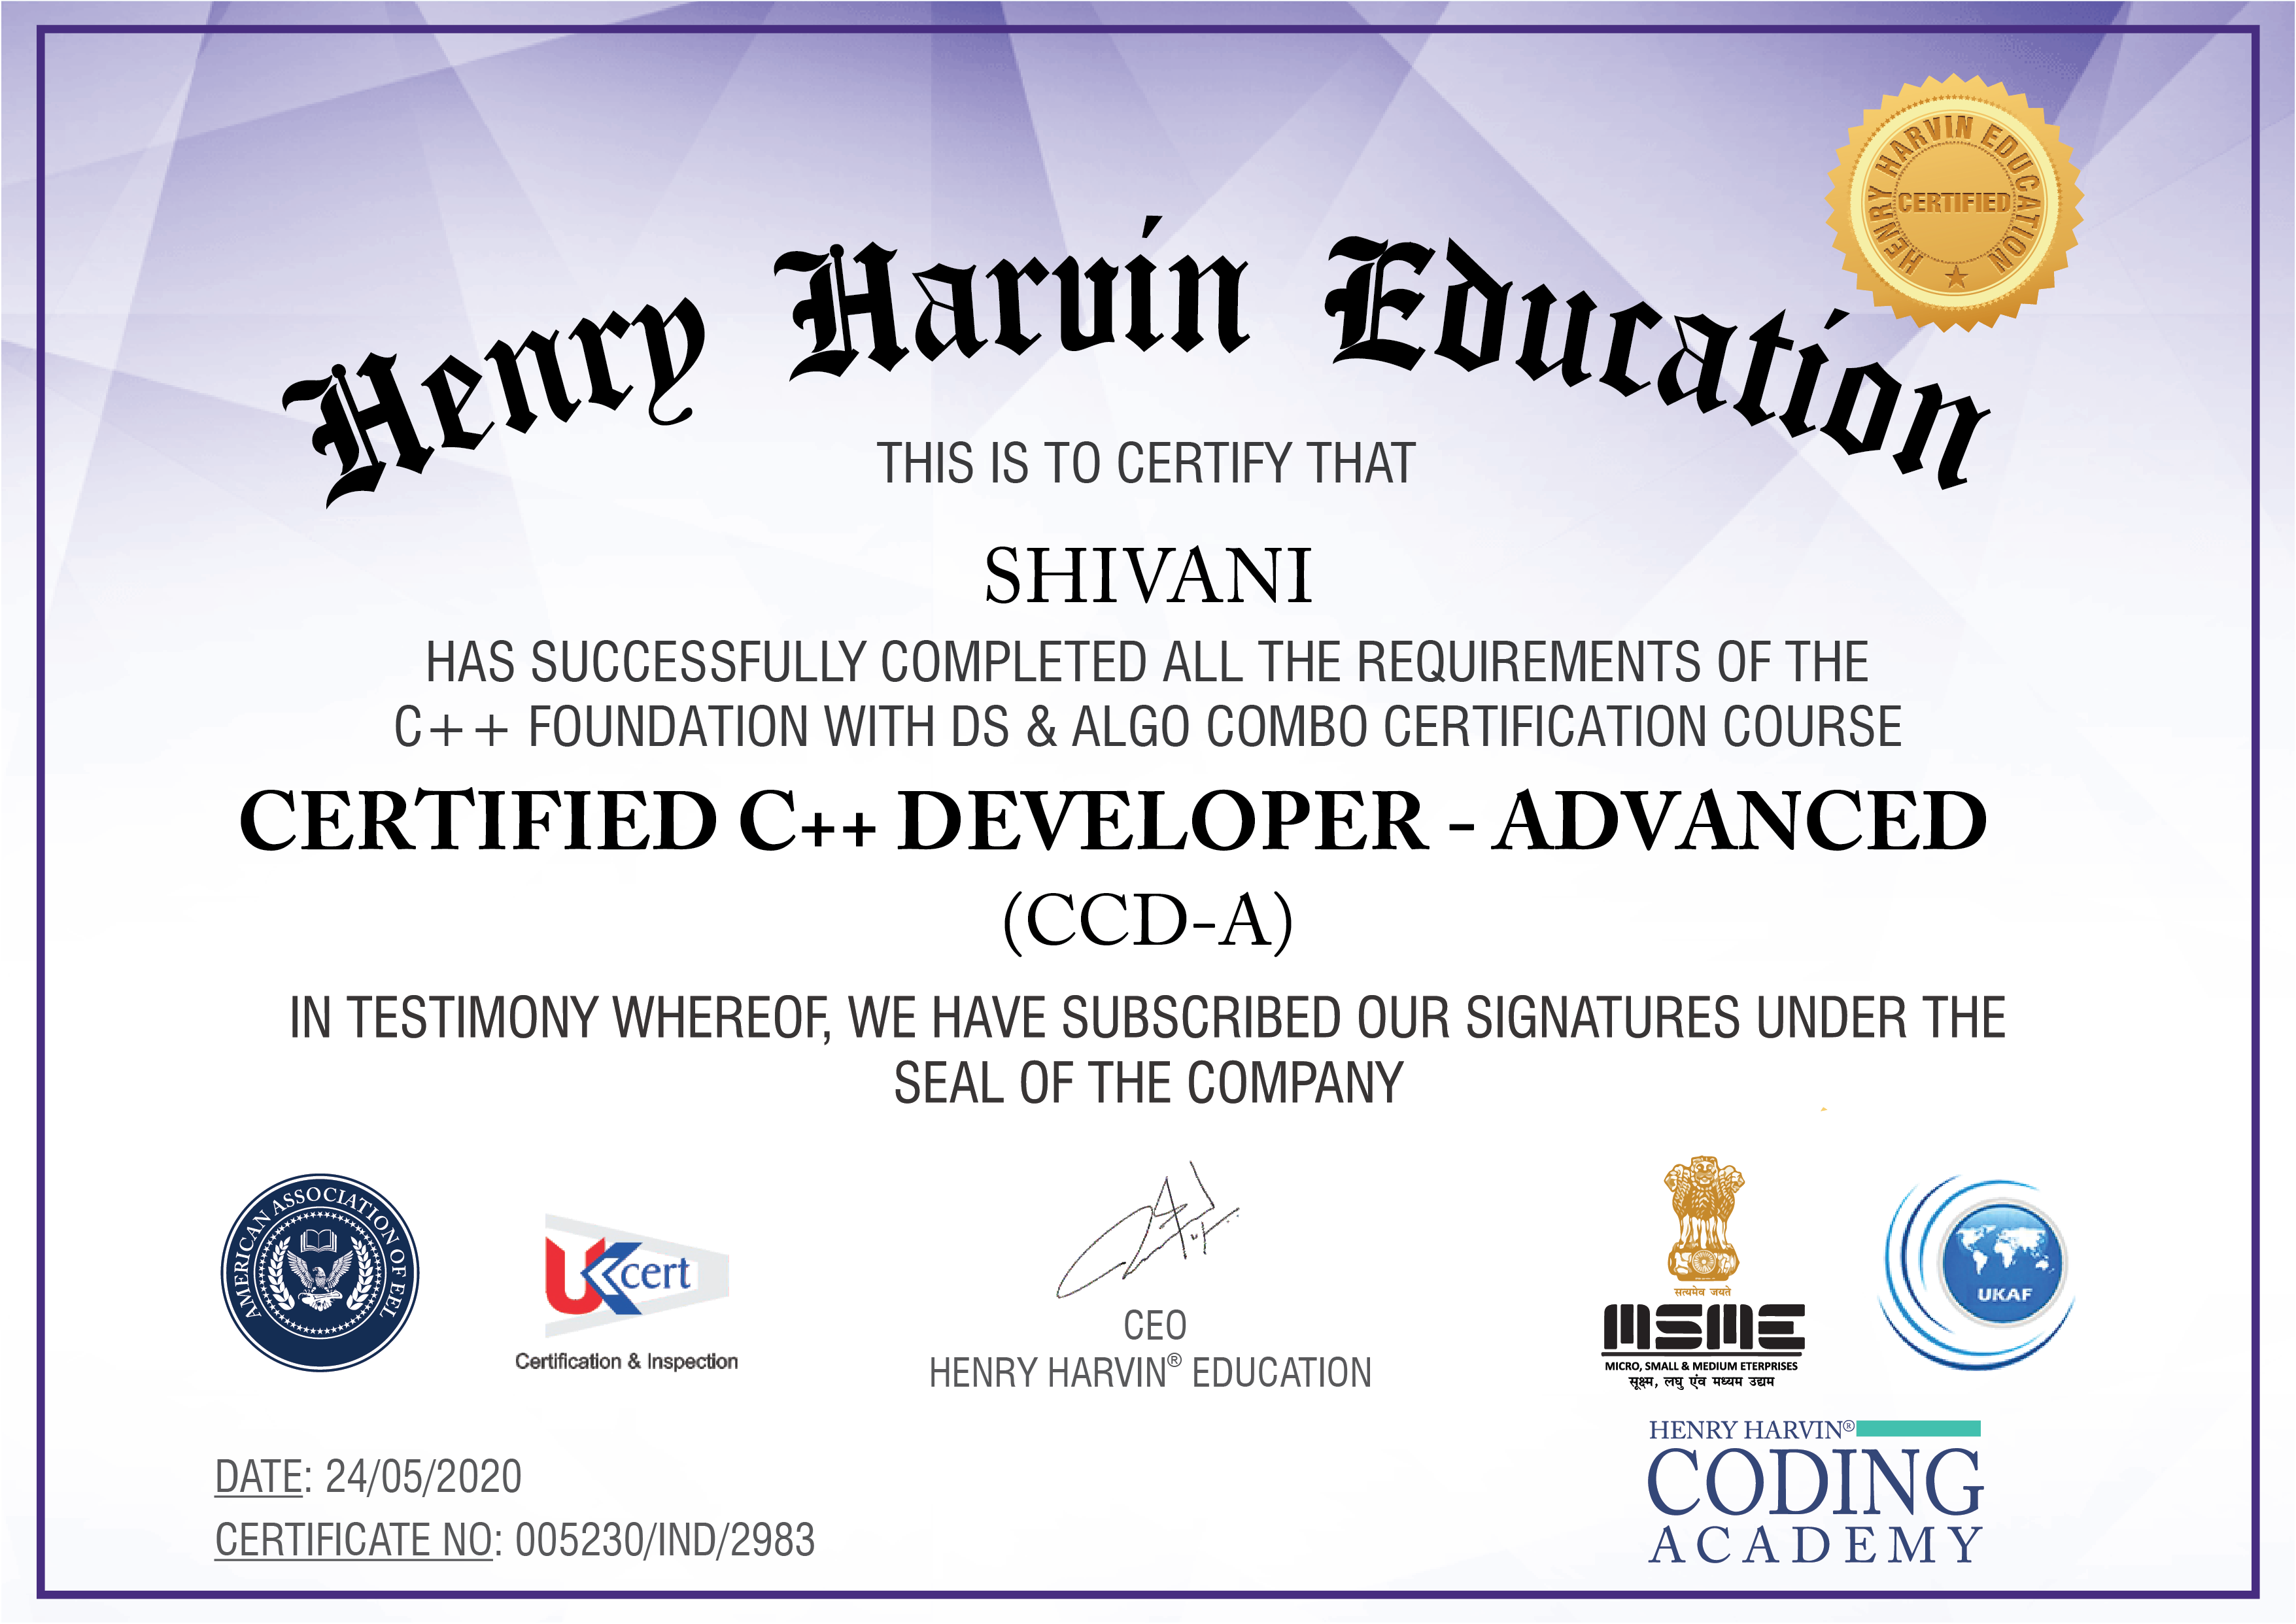 HENRY HARVIN EDUCATION
CERTIFIED
Henry Harvin Education
THIS IS TO CERTIFY THAT
SHIVANI
HAS SUCCESSFULLY COMPLETED ALL THE REQUIREMENTS OF THE
C++ FOUNDATION WITH DS & ALGO COMBO CERTIFICATION COURSE
CERTIFIED C++ DEVELOPER - ADVANCED
(CCD-A)
IN TESTIMONY WHEREOF, WE HAVE SUBSCRIBED OUR SIGNATURES UNDER THE
SEAL OF THE COMPANY
AMERICAN ASSOCIATION OF EFL
UKcert
Certification & Inspection
CEO
HENRY HARVIN® EDUCATION
सत्यमेव जयते
MSME
MICRO, SMALL & MEDIUM ETERPRISES
सूक्ष्म, लघु एंव मध्यम उद्यम
UKAF
HENRY HARVIN®
CODING
ACADEMY
DATE: 24/05/2020
CERTIFICATE NO: 005230/IND/2983